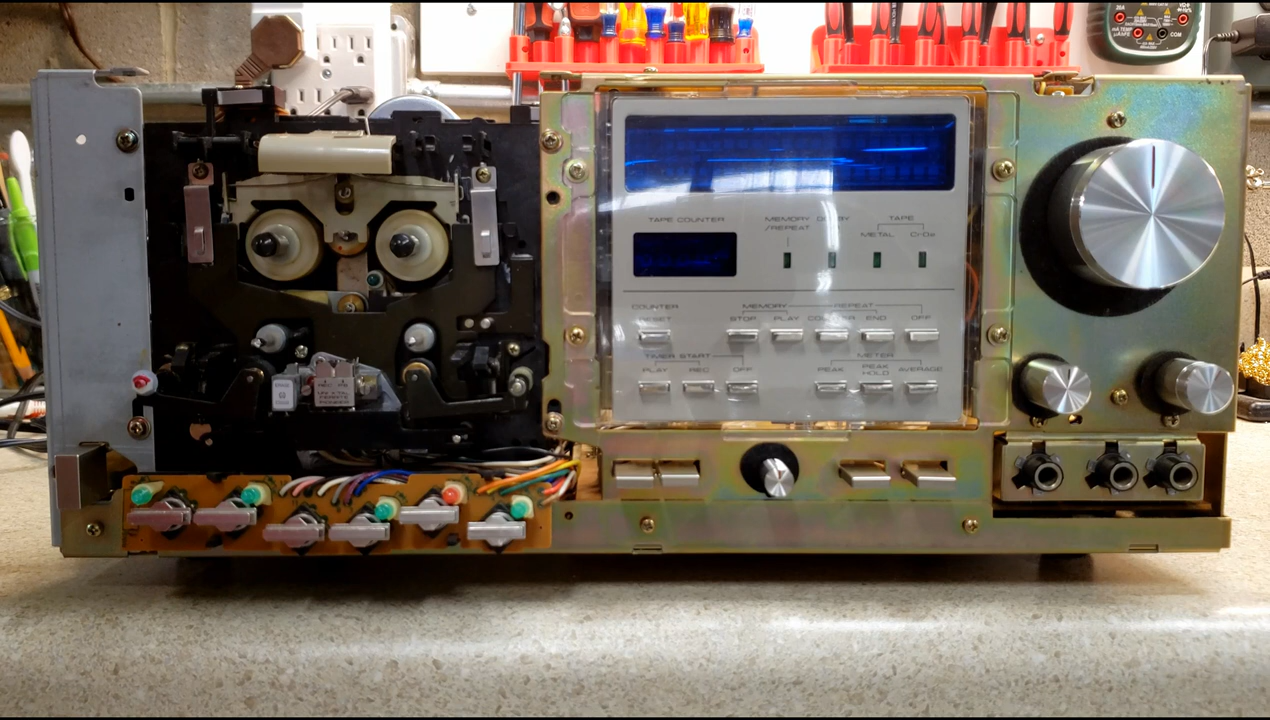 COM
TAPE COUNTER
MEMORY
/REPEAT
DOLBY
TAPE
METAL
CrO₂
COUNTER
RESET
MEMORY
REPEAT
STOP
PLAY
COUNTER
END
OFF
TIMER START
PLAY
REC
OFF
METER
PEAK
PEAK
HOLD
AVERAGE